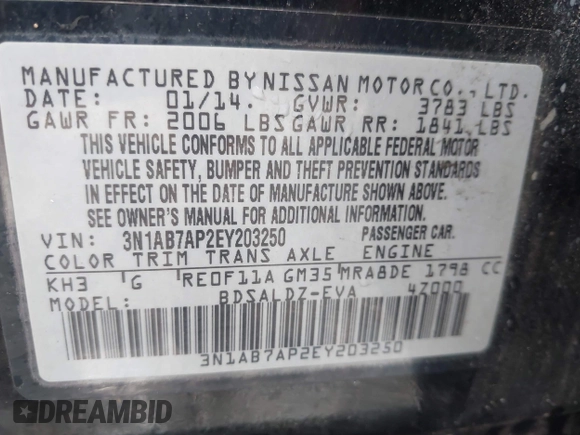 MANUFACTURED BY NISSAN MOTOR CO., LTD.
DATE: 01/14. GVWR: 3783 LBS
GAWR FR: 2006 LBS GAWR RR: 1841 LBS
THIS VEHICLE CONFORMS TO ALL APPLICABLE FEDERAL MOTOR
VEHICLE SAFETY, BUMPER AND THEFT PREVENTION STANDARDS
IN EFFECT ON THE DATE OF MANUFACTURE SHOWN ABOVE.
SEE OWNER'S MANUAL FOR ADDITIONAL INFORMATION.
VIN: 3N1AB7AP2EY203250 PASSENGER CAR.
COLOR TRIM TRANS AXLE ENGINE
KH3 G RE0F11A GM35 MRA8DE 1798 CC
MODEL: BDSALDZ-EVA 4Z000
3N1AB7AP2EY203250
DREAMBID